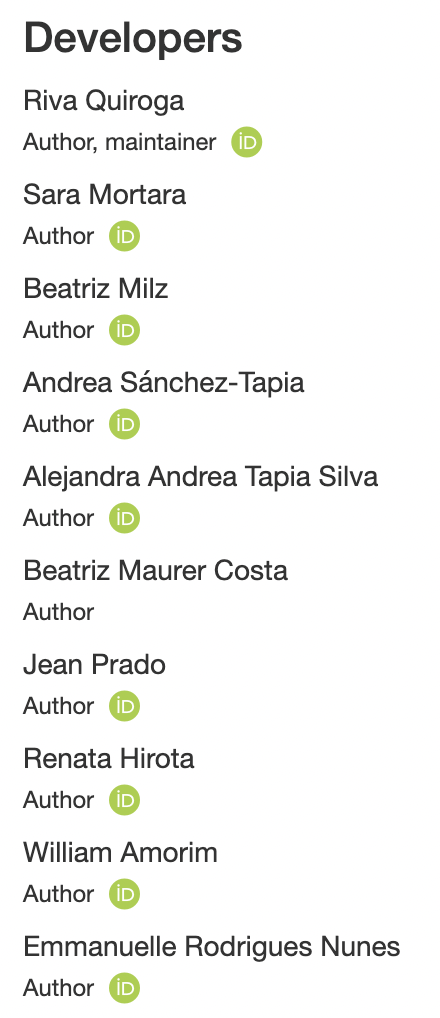 Developers
Riva Quiroga
Author, maintainer iD
Sara Mortara
Author iD
Beatriz Milz
Author iD
Andrea Sánchez-Tapia
Author iD
Alejandra Andrea Tapia Silva
Author iD
Beatriz Maurer Costa
Author
Jean Prado
Author iD
Renata Hirota
Author iD
William Amorim
Author iD
Emmanuelle Rodrigues Nunes
Author iD